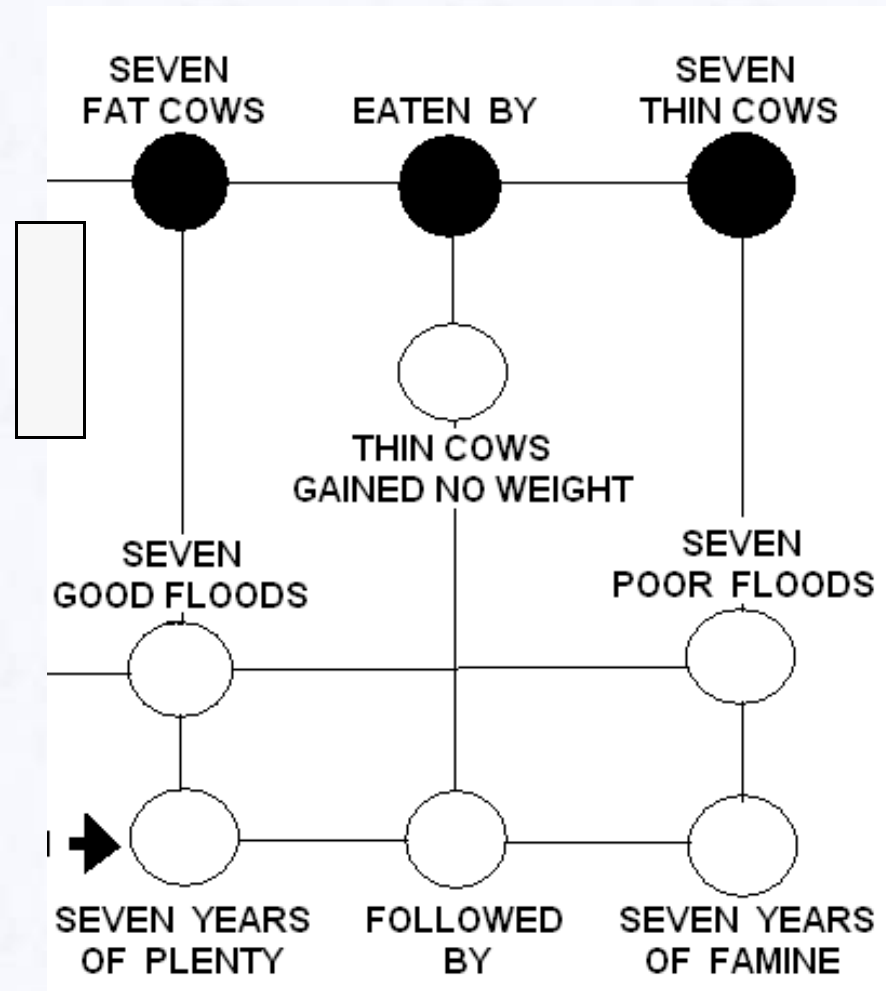 SEVEN
FAT COWS
EATEN BY
SEVEN
THIN COWS
THIN COWS
GAINED NO WEIGHT
SEVEN
GOOD FLOODS
SEVEN
POOR FLOODS
SEVEN YEARS
OF PLENTY
FOLLOWED
BY
SEVEN YEARS
OF FAMINE